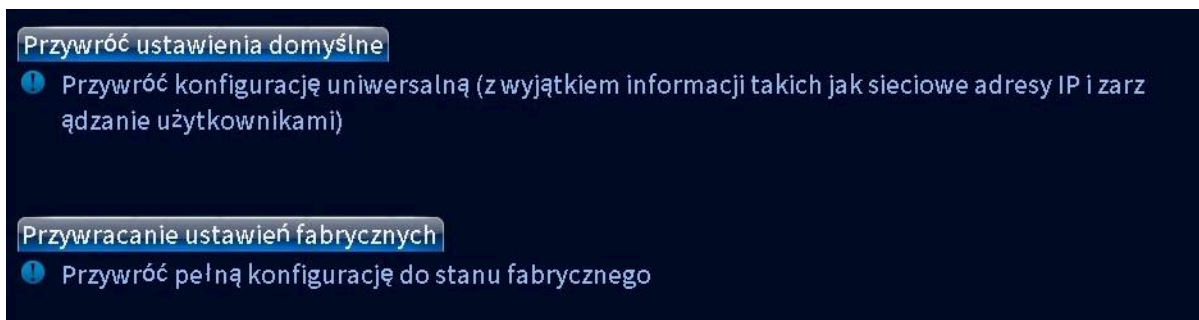 Przywróć ustawienia domyślne
Przywróć konfigurację uniwersalną (z wyjątkiem informacji takich jak sieciowe adresy IP i zarz
ądzanie użytkownikami)
Przywracanie ustawień fabrycznych
Przywróć pełną konfigurację do stanu fabrycznego